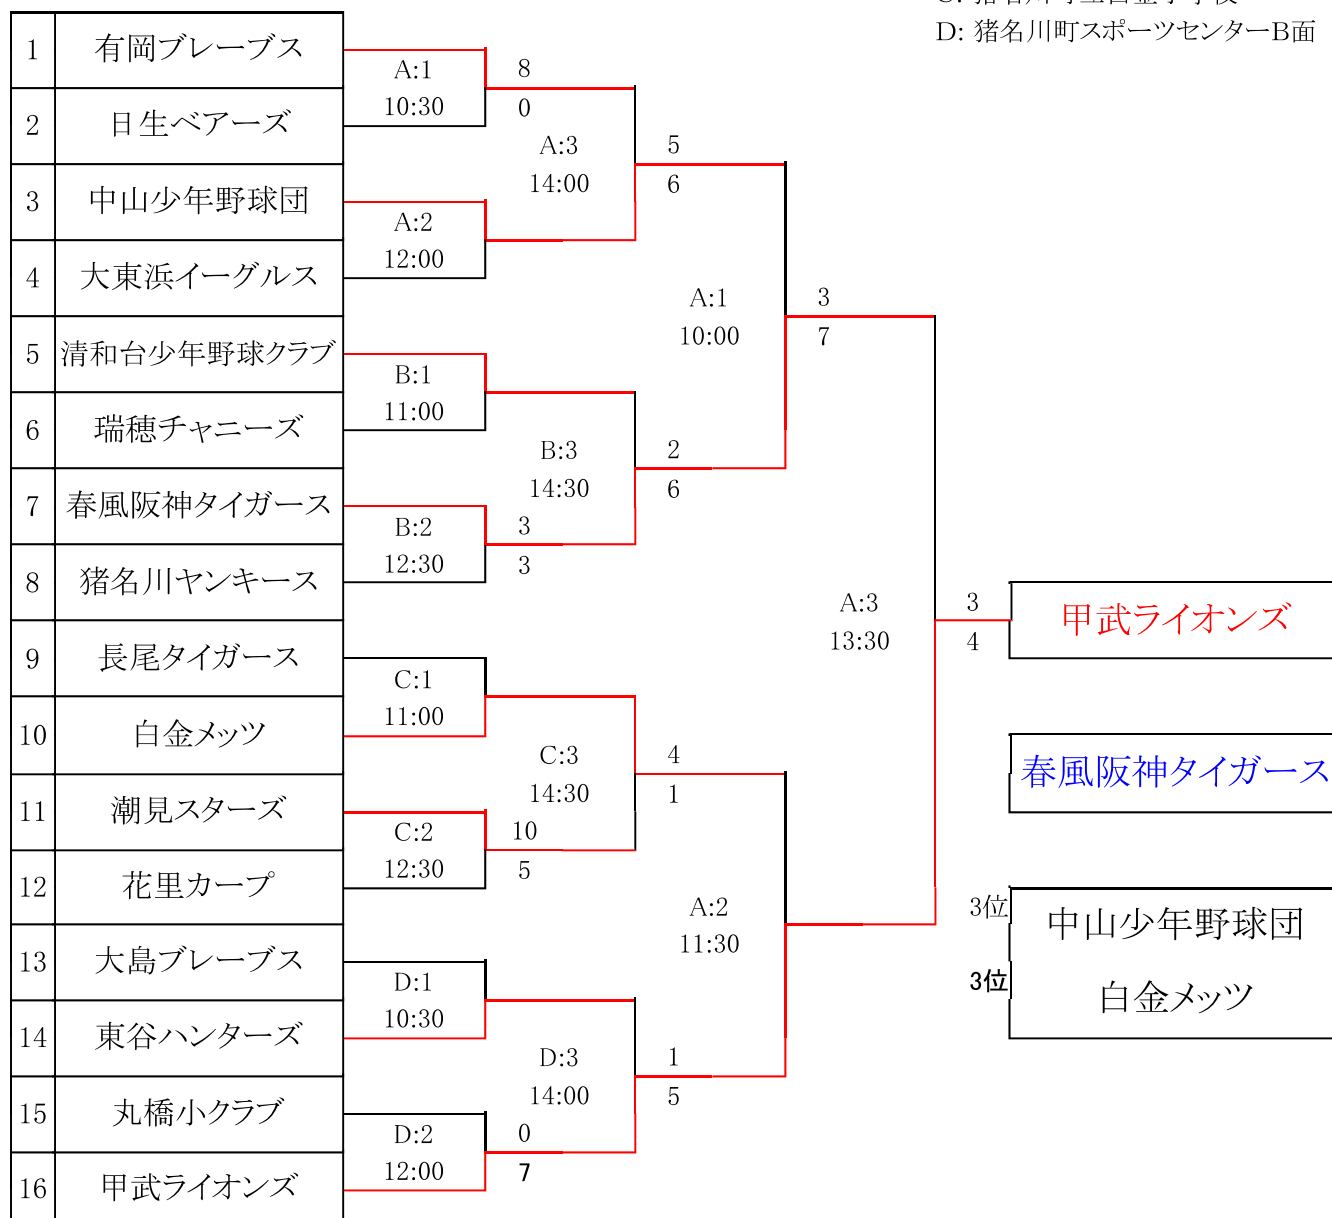 D: 猪名川町スポーツセンターB面
1 有岡ブレーブス
A:1 8
10:30 0
2 日生ベアーズ
A:3 5
14:00 6
3 中山少年野球団
A:2
12:00
4 大東浜イーグルス
A:1 3
10:00 7
5 清和台少年野球クラブ
B:1
11:00
6 瑞穂チャニーズ
B:3 2
14:30 6
7 春風阪神タイガース
B:2 3
12:30 3
8 猪名川ヤンキース
A:3 3
13:30 4
甲武ライオンズ
9 長尾タイガース
C:1
11:00
10 白金メッツ
C:3 4
14:30 1
春風阪神タイガース
11 潮見スターズ
C:2 10
12:30 5
12 花里カープ
A:2
11:30
3位 中山少年野球団
3位 白金メッツ
13 大島ブレーブス
D:1
10:30
14 東谷ハンターズ
D:3 1
14:00 5
15 丸橋小クラブ
D:2 0
12:00 7
16 甲武ライオンズ